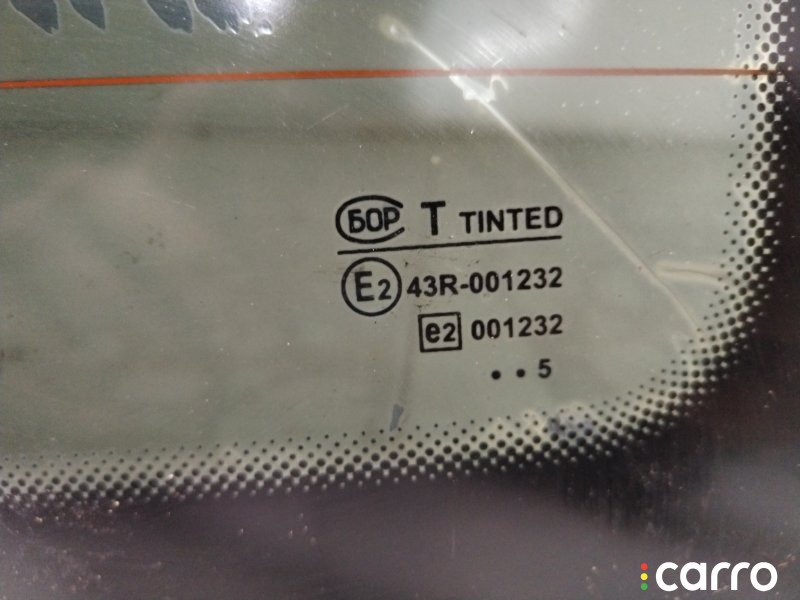 БОР T TINTED
E2 43R-001232
e2 001232
• • 5
carro